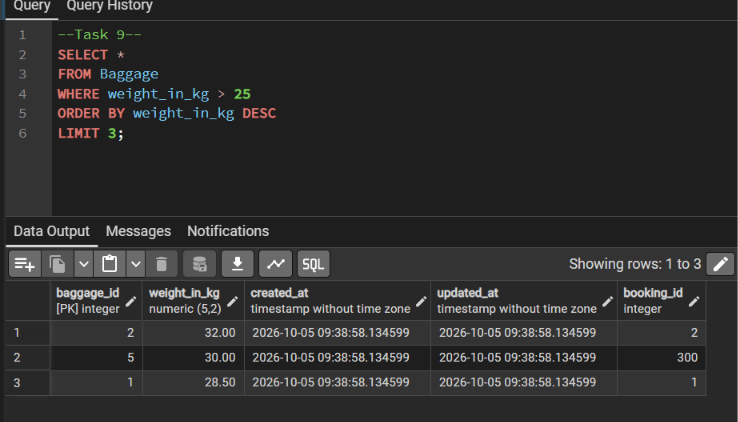 Query Query History
1 --Task 9--
2 SELECT *
3 FROM Baggage
4 WHERE weight_in_kg > 25
5 ORDER BY weight_in_kg DESC
6 LIMIT 3;
Data Output Messages Notifications
SQL Showing rows: 1 to 3
baggage_id weight_in_kg created_at updated_at booking_id
[PK] integer numeric (5,2) timestamp without time zone timestamp without time zone integer
1 2 32.00 2026-10-05 09:38:58.134599 2026-10-05 09:38:58.134599 2
2 5 30.00 2026-10-05 09:38:58.134599 2026-10-05 09:38:58.134599 300
3 1 28.50 2026-10-05 09:38:58.134599 2026-10-05 09:38:58.134599 1